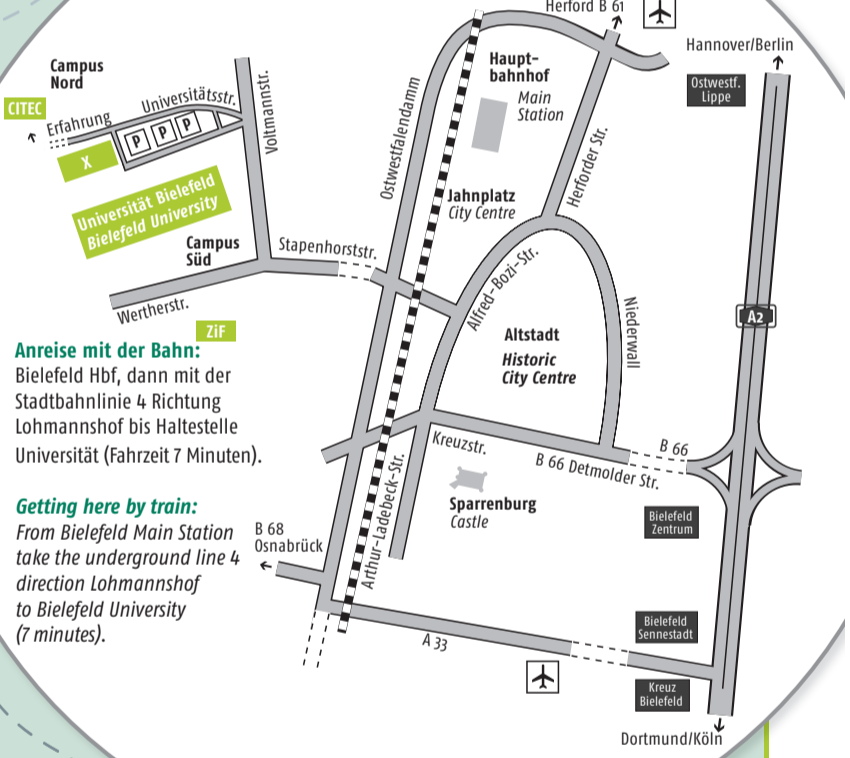 Herford B 61
Hannover/Berlin
Campus
Nord
Haupt-
bahnhof
Main
Station
Ostwestf.
Lippe
CITEC
Universitätsstr.
Erfahrung
P
P
P
X
Voltmannstr.
Ostwestfalendamm
Herforder Str.
Universität Bielefeld
Bielefeld University
Jahnplatz
City Centre
Campus
Süd
Stapenhorststr.
Alfred-Bozi-Str.
Niederwall
A2
Wertherstr.
ZiF
Altstadt
Historic
City Centre
Anreise mit der Bahn:
Bielefeld Hbf, dann mit der
Stadtbahnlinie 4 Richtung
Lohmannshof bis Haltestelle
Universität (Fahrzeit 7 Minuten).
Kreuzstr.
B 66
B 66 Detmolder Str.
Getting here by train:
From Bielefeld Main Station
take the underground line 4
direction Lohmannshof
to Bielefeld University
(7 minutes).
Sparrenburg
Castle
B 68
Osnabrück
Arthur-Ladebeck-Str.
Bielefeld
Zentrum
A 33
Bielefeld
Sennestadt
Kreuz
Bielefeld
Dortmund/Köln